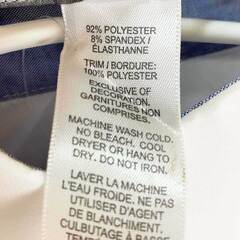 92% POLYESTER
8% SPANDEX /
ÉLASTHANNE
TRIM / BORDURE:
100% POLYESTER
EXCLUSIVE OF
DECORATION.
GARNITURES NON
COMPRISES.
MACHINE WASH COLD.
NO BLEACH. COOL
DRYER OR HANG TO
DRY. DO NOT IRON.
LAVER LA MACHINE
L'EAU FROIDE. NE PAS
UTILISER D'AGENT
DE BLANCHIMENT.
CULBUTAGE À BASSE